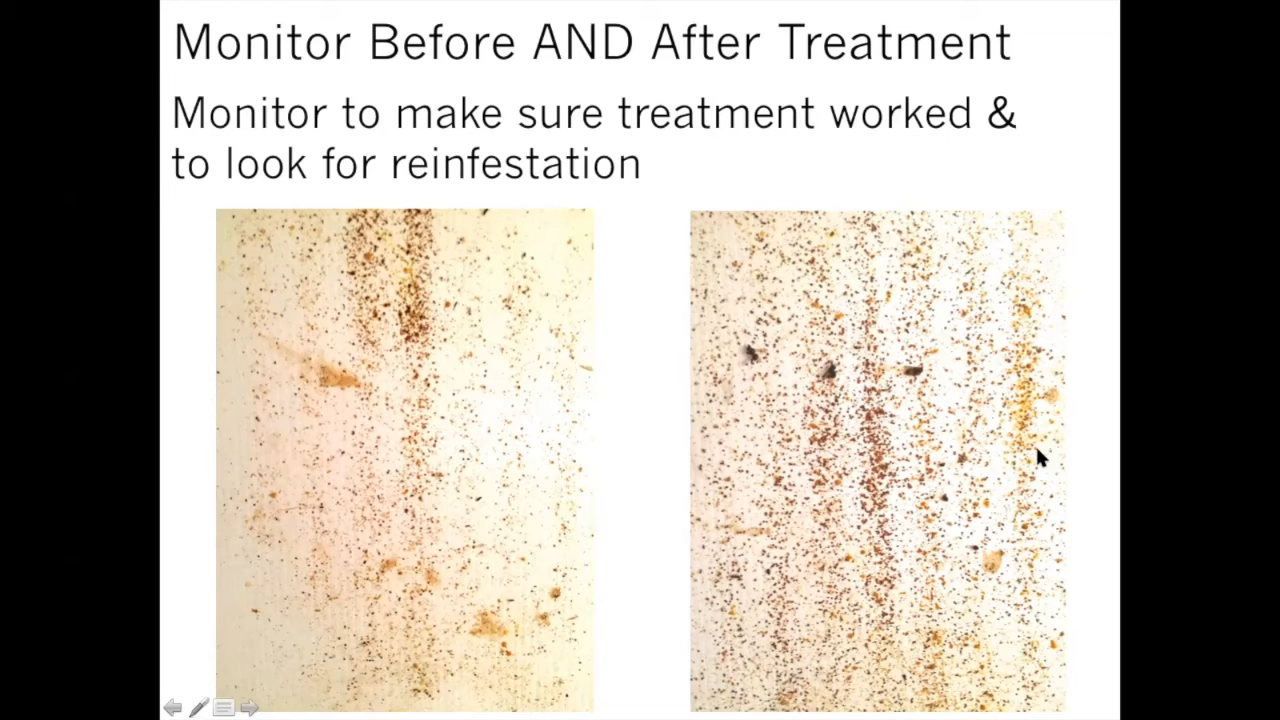 Monitor Before AND After Treatment
Monitor to make sure treatment worked &
to look for reinfestation